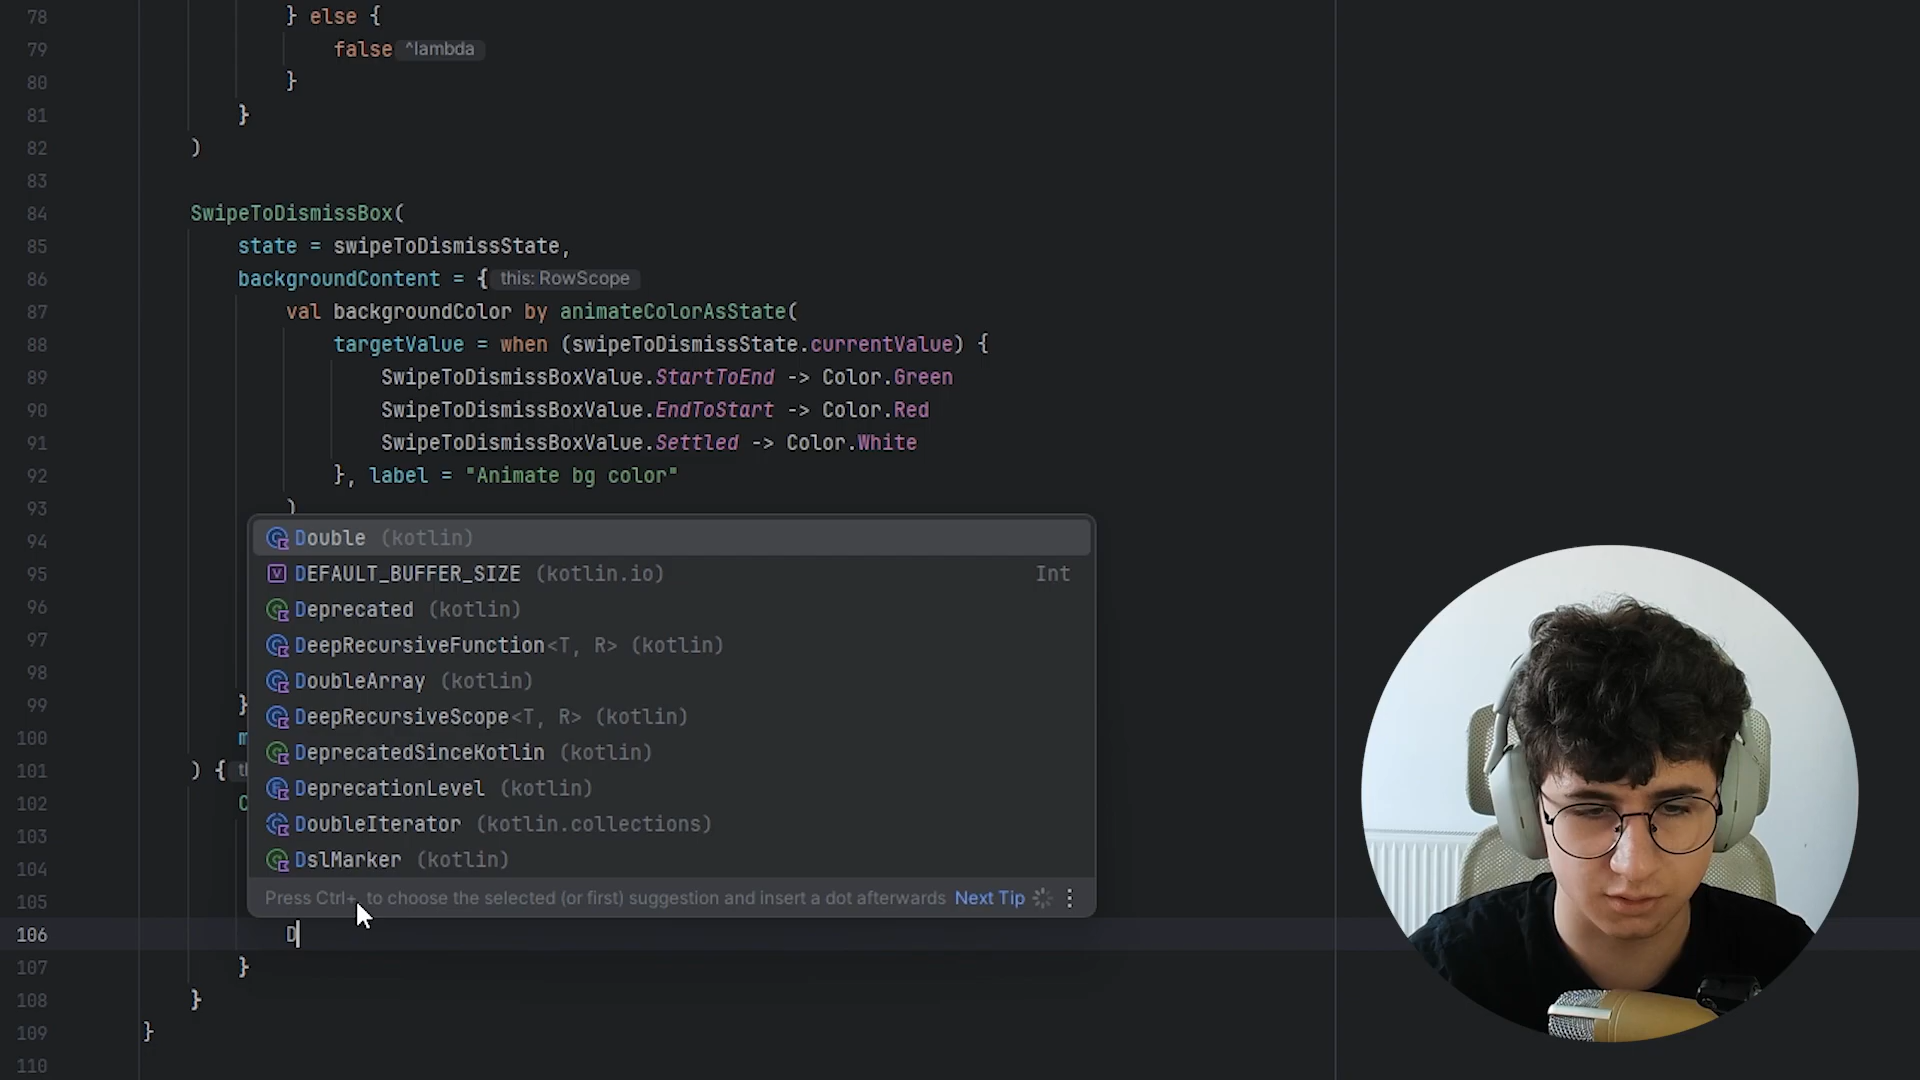 78 } else {
79 false ^lambda
80 }
81 }
82 )
83
84 SwipeToDismissBox(
85 state = swipeToDismissState,
86 backgroundContent = { this: RowScope
87 val backgroundColor by animateColorAsState(
88 targetValue = when (swipeToDismissState.currentValue) {
89 SwipeToDismissBoxValue.StartToEnd -> Color.Green
90 SwipeToDismissBoxValue.EndToStart -> Color.Red
91 SwipeToDismissBoxValue.Settled -> Color.White
92 }, label = "Animate bg color"
93 )
94 Double (kotlin)
95 DEFAULT_BUFFER_SIZE (kotlin.io) Int
96 Deprecated (kotlin)
97 DeepRecursiveFunction<T, R> (kotlin)
98 DoubleArray (kotlin)
99 } DeepRecursiveScope<T, R> (kotlin)
100 m DeprecatedSinceKotlin (kotlin)
101 ) { DeprecationLevel (kotlin)
102 C DoubleIterator (kotlin.collections)
103 DslMarker (kotlin)
104
105 Press Ctrl+. to choose the selected (or first) suggestion and insert a dot afterwards Next Tip
106 D
107 }
108 }
109 }
110